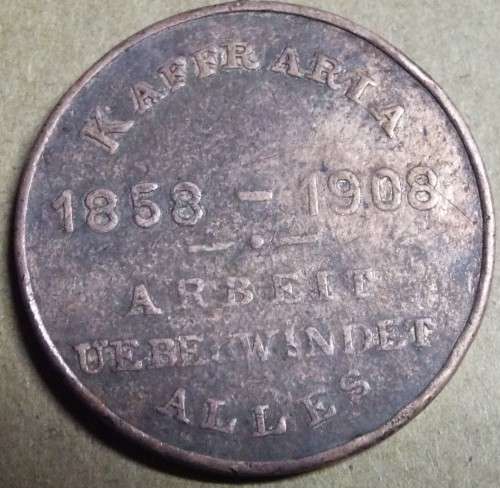 KAFFRARIA
1858 - 1908
ARBEIT
UEBERWINDET
ALLES